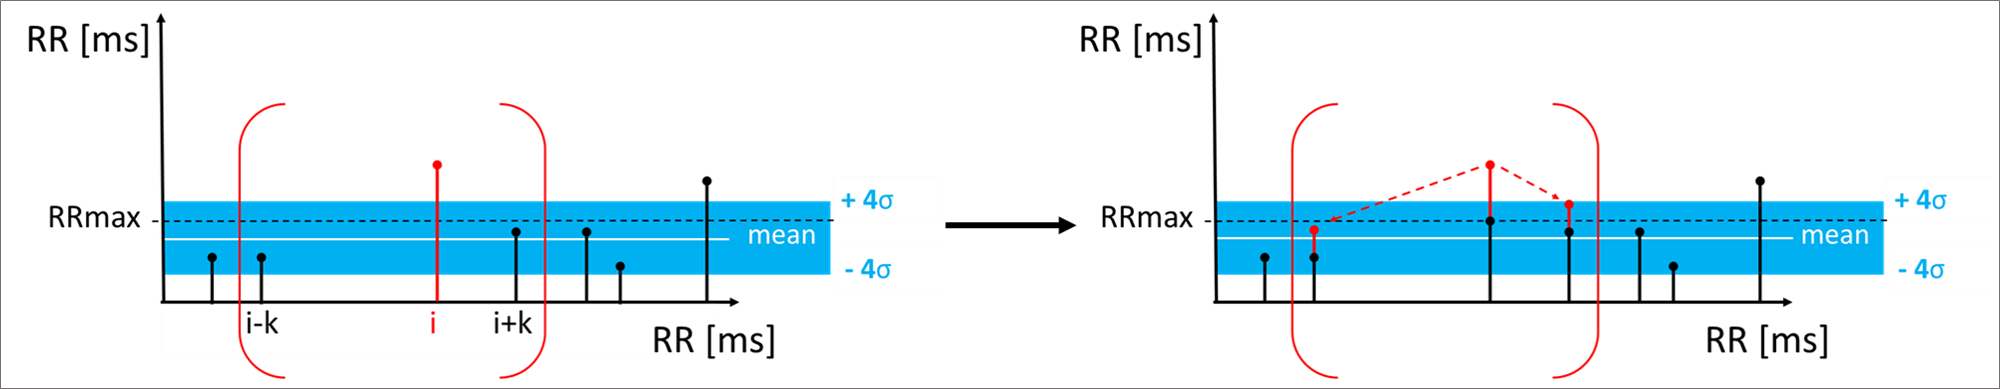 RR [ms]
+ 4σ
RRmax
mean
- 4σ
i-k
i
i+k
RR [ms]
RR [ms]
+ 4σ
RRmax
mean
- 4σ
RR [ms]